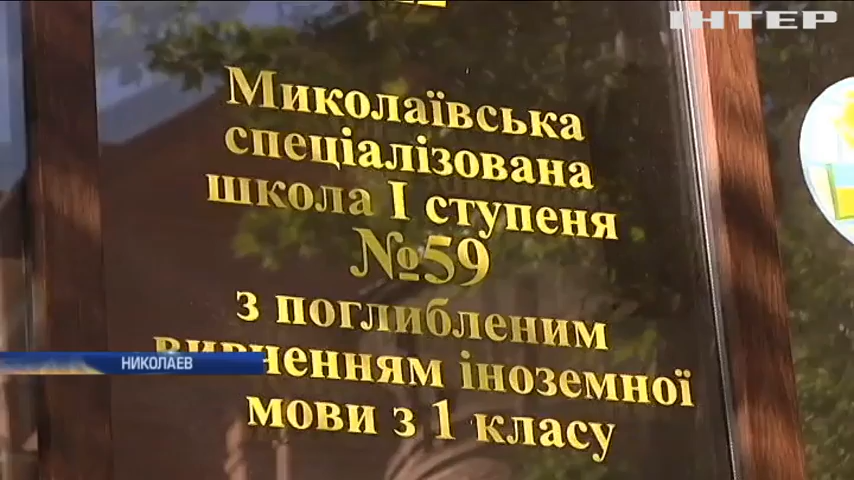 ІНТЕР
Миколаївська
спеціалізована
школа І ступеня
№59
з поглибленим
НИКОЛАЕВ
вивченням іноземної
мови з 1 класу